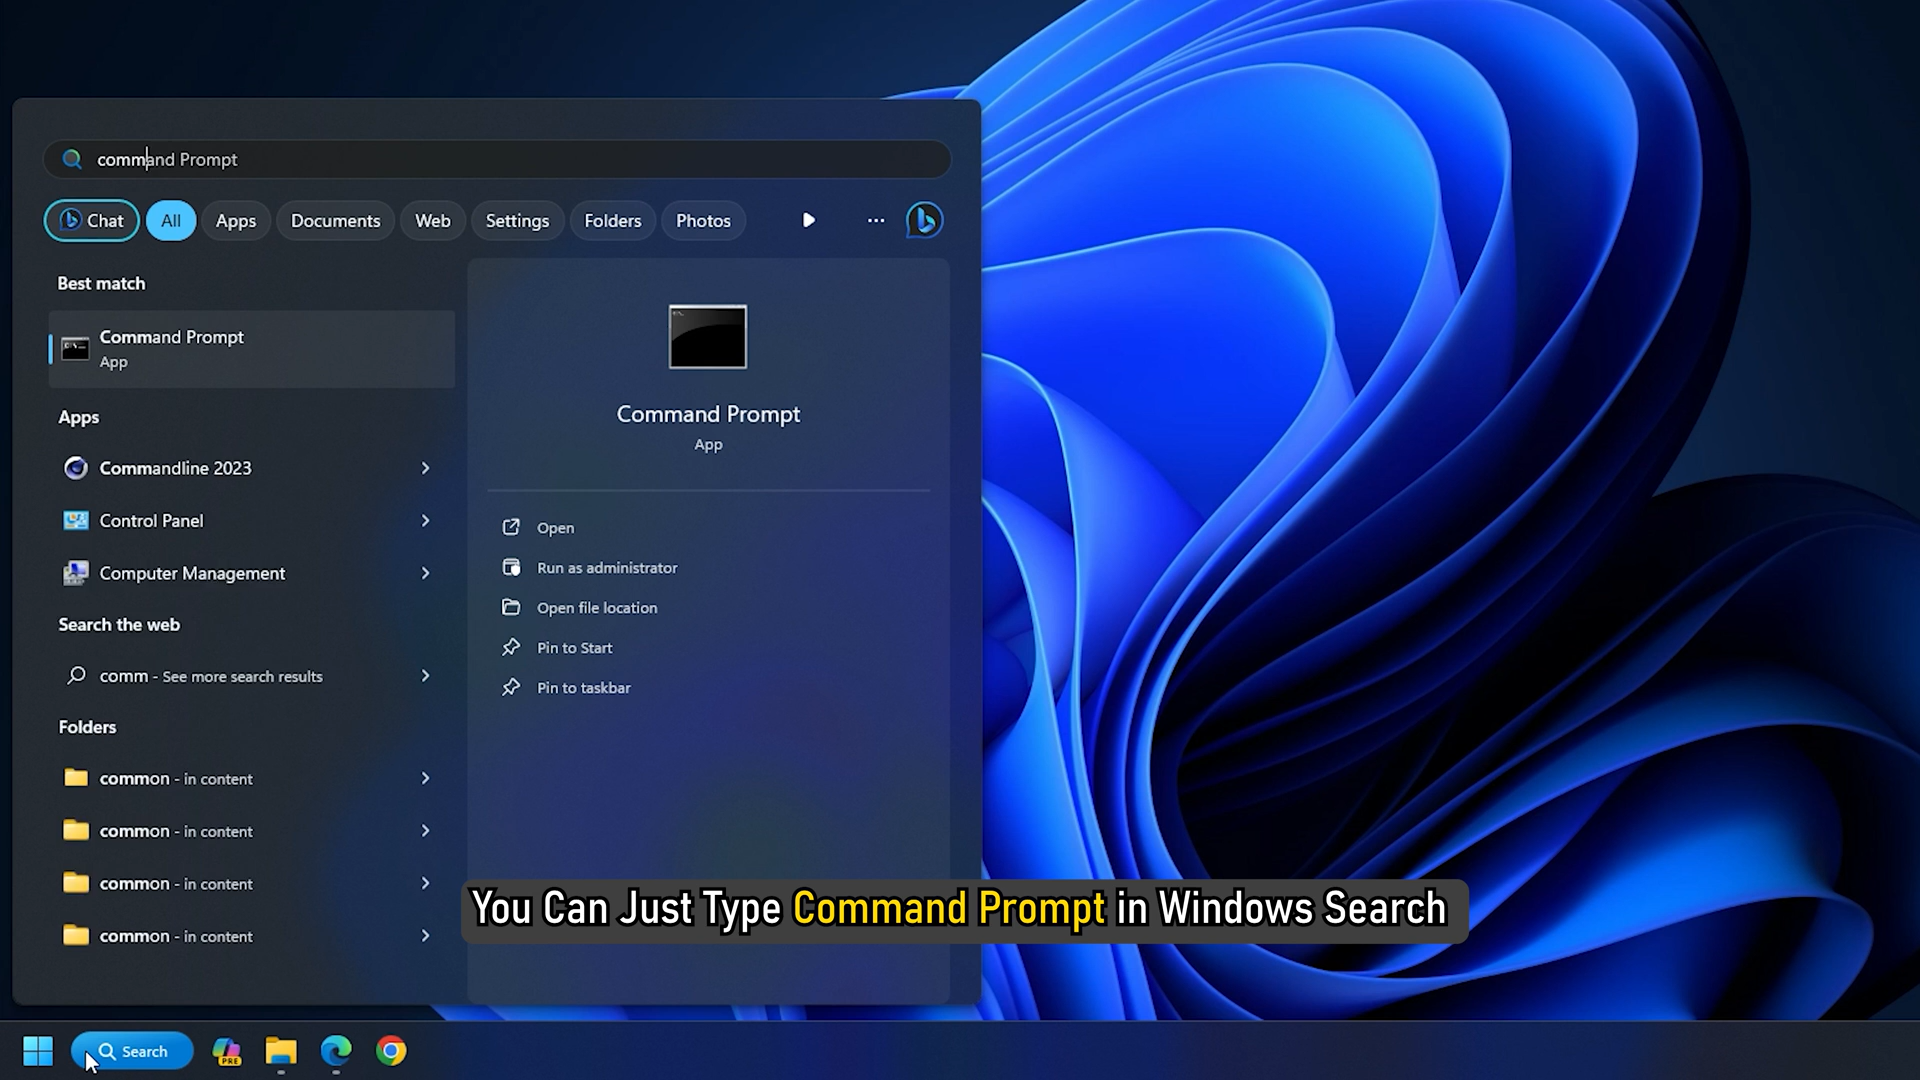 command Prompt
Chat
All
Apps
Documents
Web
Settings
Folders
Photos
Best match
Command Prompt
App
Apps
Commandline 2023
Control Panel
Computer Management
Search the web
comm - See more search results
Folders
common - in content
common - in content
common - in content
common - in content
Command Prompt
App
Open
Run as administrator
Open file location
Pin to Start
Pin to taskbar
You Can Just Type Command Prompt in Windows Search
Search
PRE